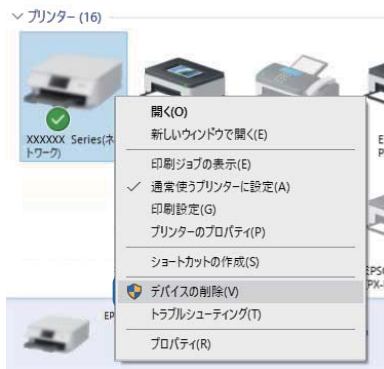 プリンター (16)
XXXXXX Series(ネ
トワーク)
開く(O)
新しいウィンドウで開く(E)
印刷ジョブの表示(E)
通常使うプリンターに設定(A)
印刷設定(G)
プリンターのプロパティ(P)
ショートカットの作成(S)
デバイスの削除(V)
トラブルシューティング(T)
プロパティ(R)
E
P
EPSO
PX-
EP